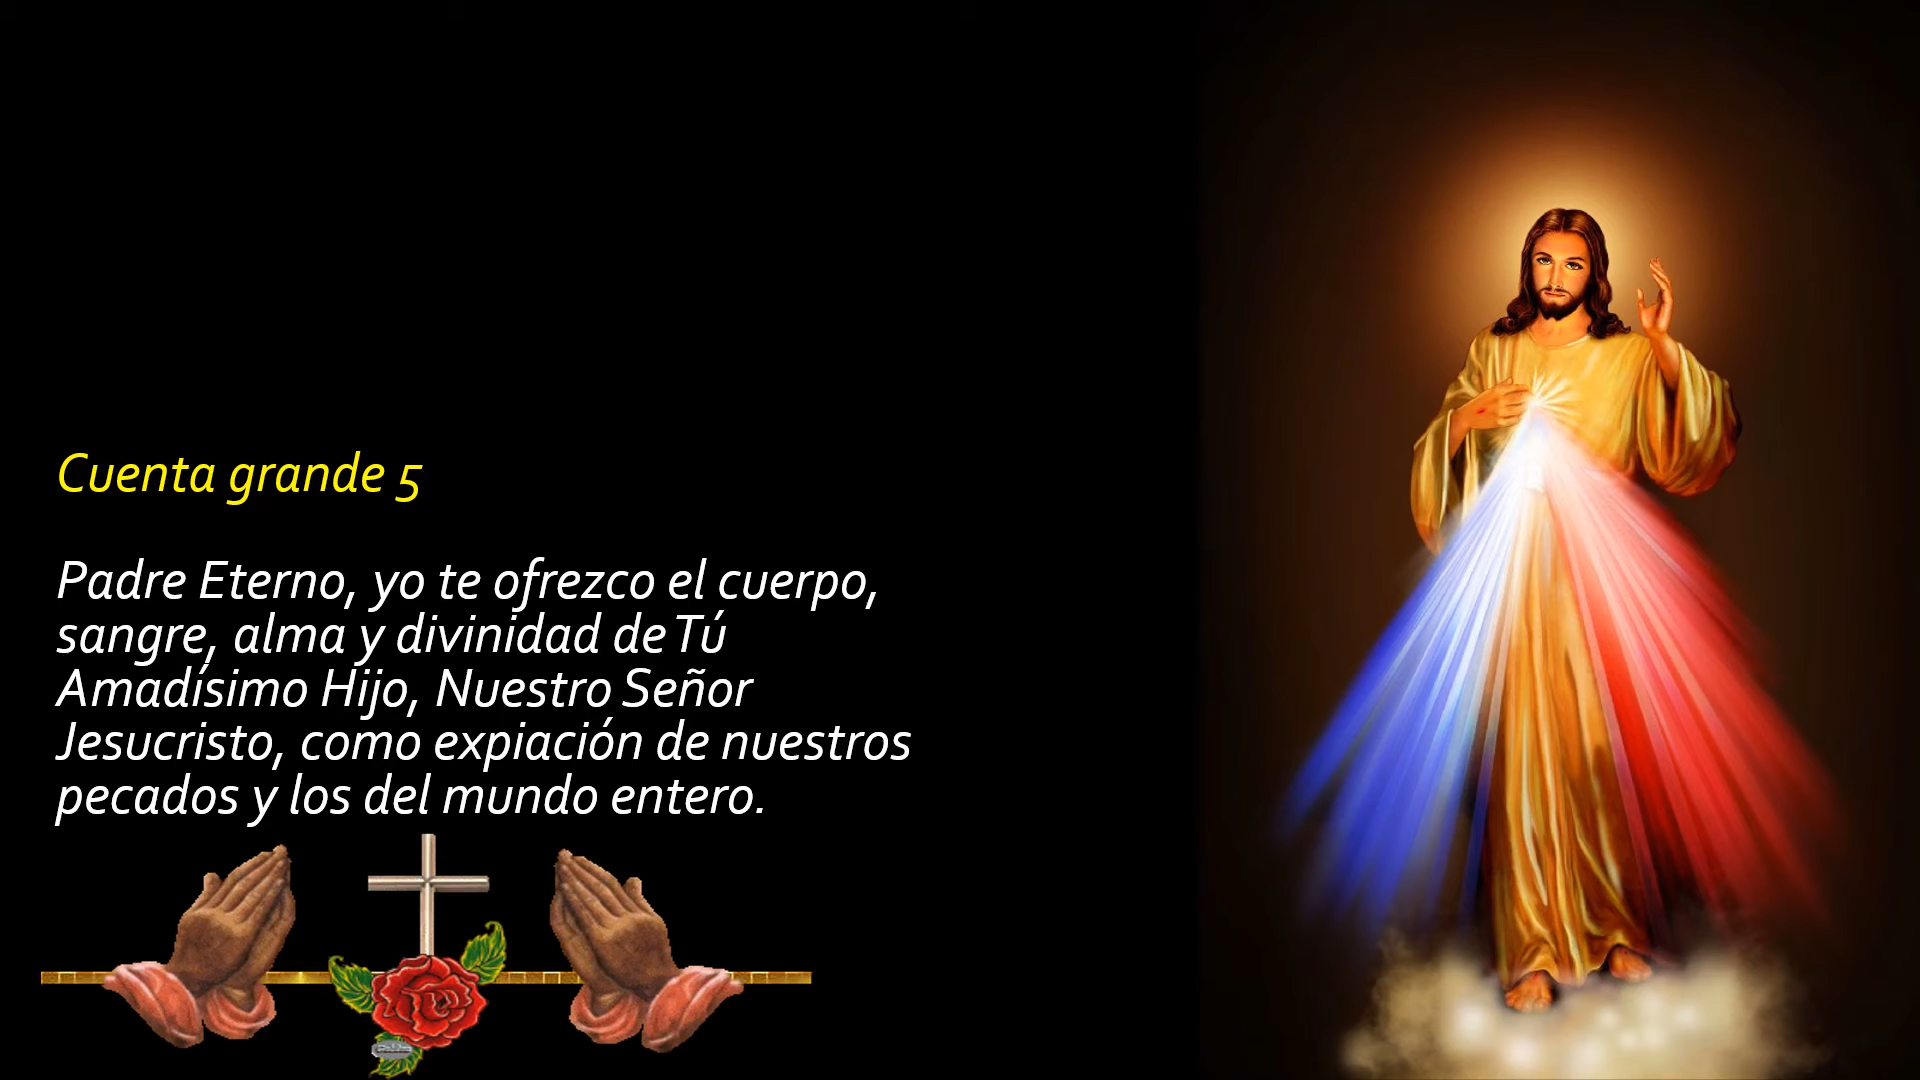 Cuenta grande 5
Padre Eterno, yo te ofrezco el cuerpo,
sangre, alma y divinidad de Tú
Amadísimo Hijo, Nuestro Señor
Jesucristo, como expiación de nuestros
pecados y los del mundo entero.